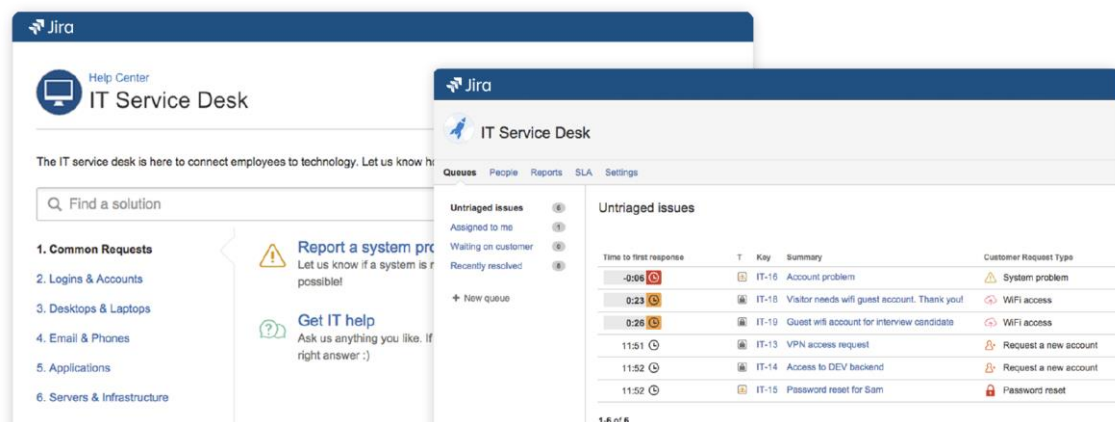 Jira
Help Center
IT Service Desk
The IT service desk is here to connect employees to technology. Let us know
Find a solution
1. Common Requests
2. Logins & Accounts
3. Desktops & Laptops
4. Email & Phones
5. Applications
6. Servers & Infrastructure
Report a system
Let us know if a system is
possible!
Get IT help
Ask us anything you like. If
right answer :)
Jira
IT Service Desk
Queues People Reports SLA Settings
Untriaged issues 6
Assigned to me 1
Waiting on customer
Recently resolved
+ New queue
Untriaged issues
Time to first response T Key Summary Customer Request Type
-0:06 IT-16 Account problem System problem
0:23 IT-18 Visitor needs wifi guest account. Thank you! WiFi access
0:26 IT-19 Guest wifi account for interview candidate WiFi access
11:51 IT-13 VPN access request Request a new account
11:52 IT-14 Access to DEV backend Request a new account
11:52 IT-15 Password reset for Sam Password reset